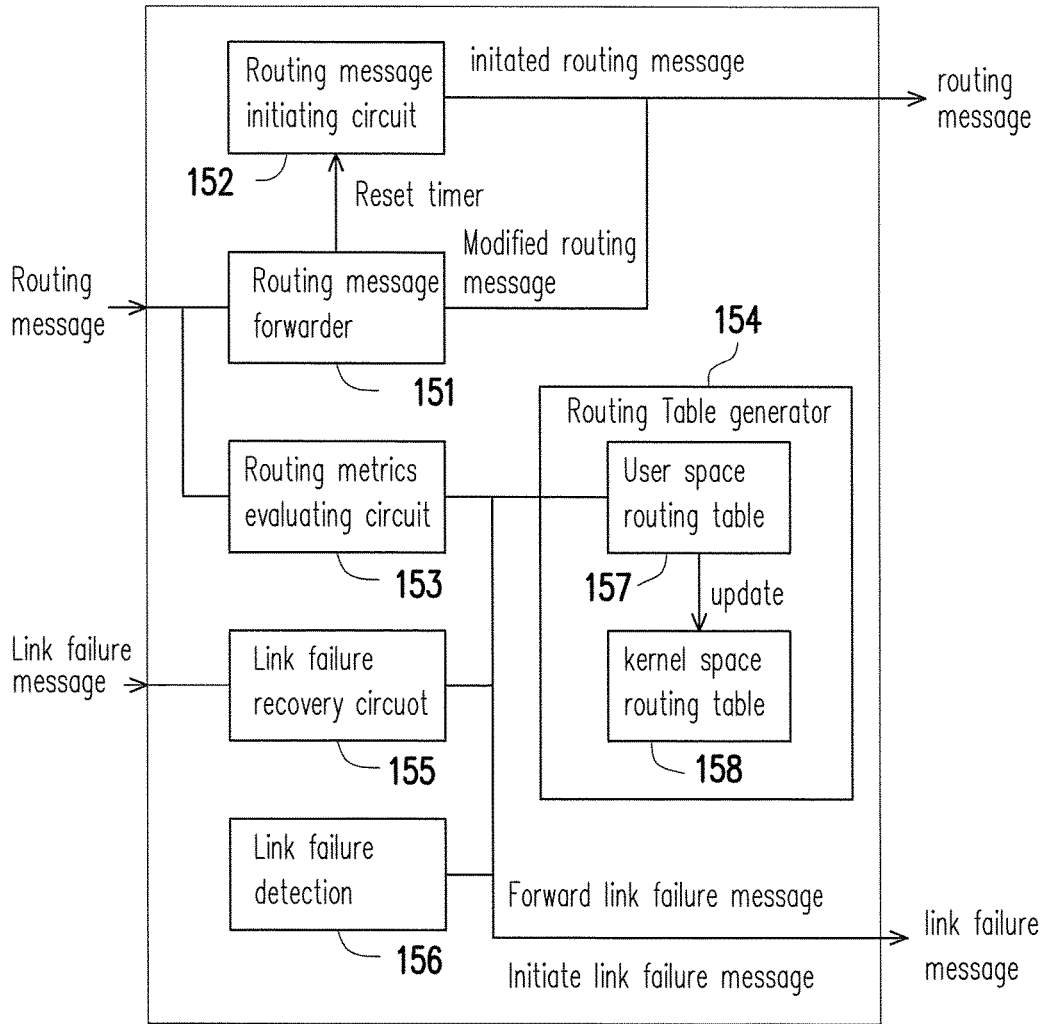 Routing message
initiating circuit
152
initated routing message
routing
message
Reset timer
Modified routing
message
Routing
message
Routing message
forwarder
151
154
Routing Table generator
Routing metrics
evaluating circuit
153
User space
routing table
157
update
Link failure
message
Link failure
recovery circuot
155
kernel space
routing table
158
Link failure
detection
156
Forward link failure message
Initiate link failure message
link failure
message